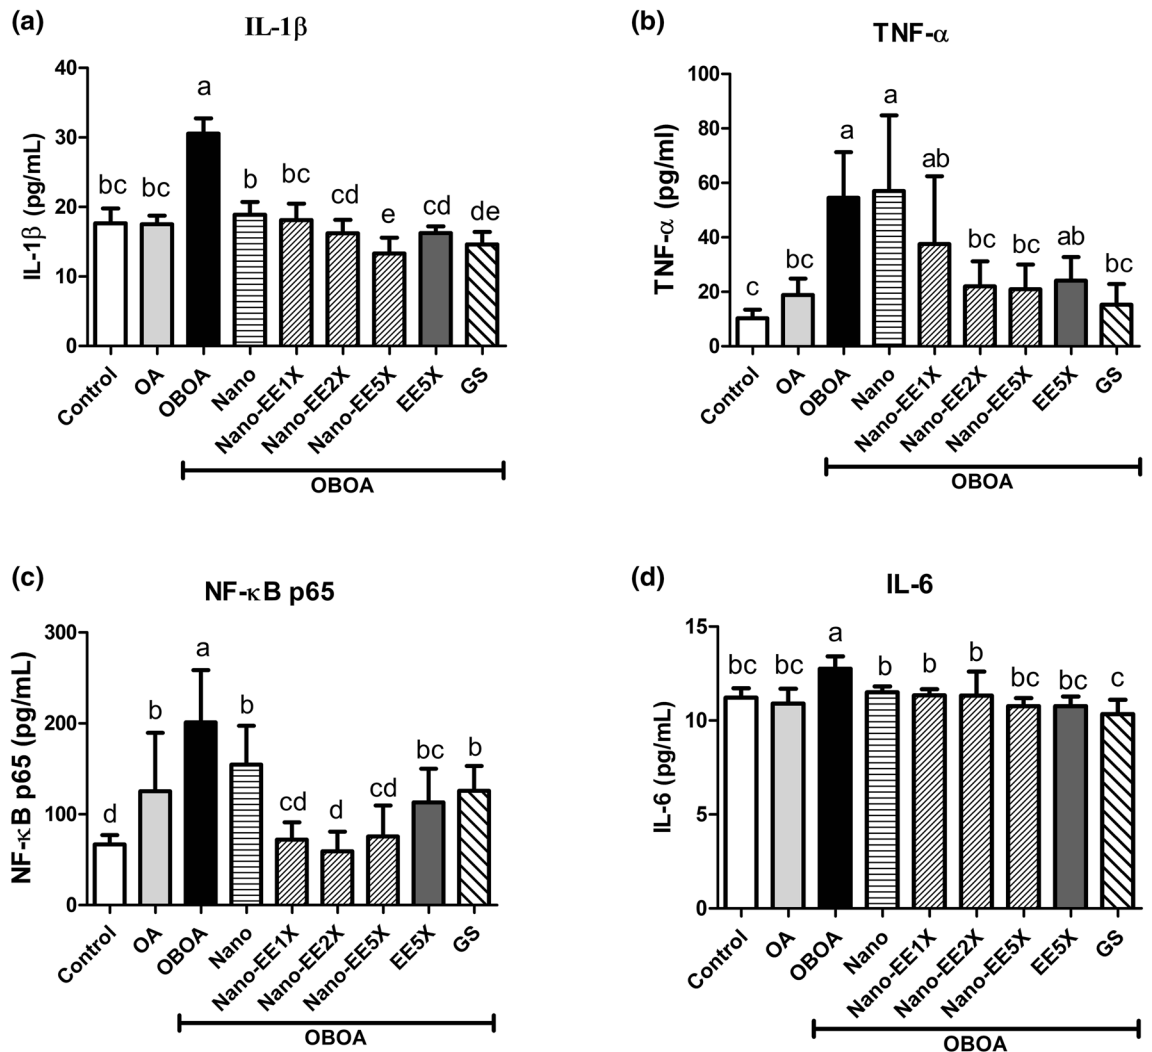 (a)
IL-1β
IL-1β (pg/mL)
40
30
20
10
0
bc
bc
a
b
bc
cd
e
cd
de
Control
OA
OBOA
Nano
Nano-EE1X
Nano-EE2X
Nano-EE5X
EE5X
GS
OBOA
(b)
TNF-α
TNF-α (pg/ml)
100
80
60
40
20
0
c
bc
a
a
ab
bc
bc
ab
bc
Control
OA
OBOA
Nano
Nano-EE1X
Nano-EE2X
Nano-EE5X
EE5X
GS
OBOA
(c)
NF-κB p65
NF-κB p65 (pg/mL)
300
200
100
0
d
b
a
b
cd
d
cd
bc
b
Control
OA
OBOA
Nano
Nano-EE1X
Nano-EE2X
Nano-EE5X
EE5X
GS
OBOA
(d)
IL-6
IL-6 (pg/mL)
15
10
5
0
bc
bc
a
b
b
b
bc
bc
c
Control
OA
OBOA
Nano
Nano-EE1X
Nano-EE2X
Nano-EE5X
EE5X
GS
OBOA